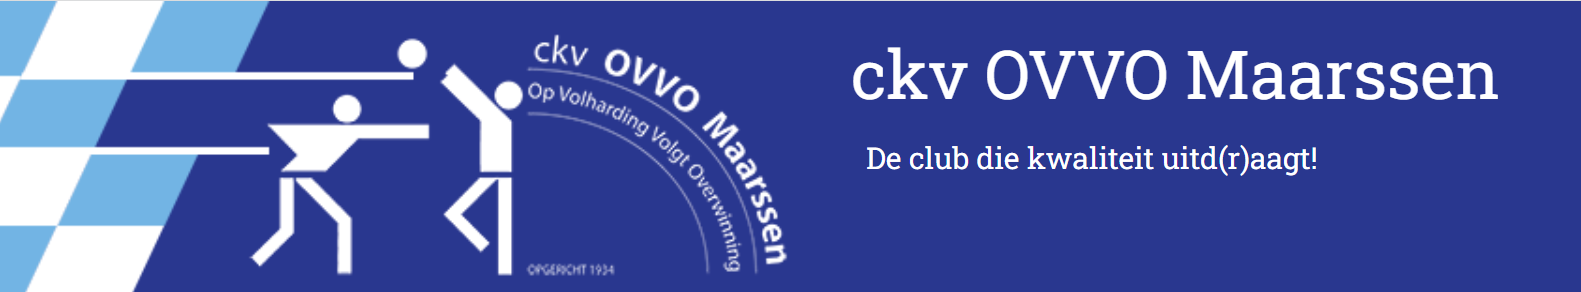 ckv OVVO Maarssen
Op Volharding Volgt Overwinning
OPGERICHT 1934
ckv OVVO Maarssen
De club die kwaliteit uitd(r)aagt!